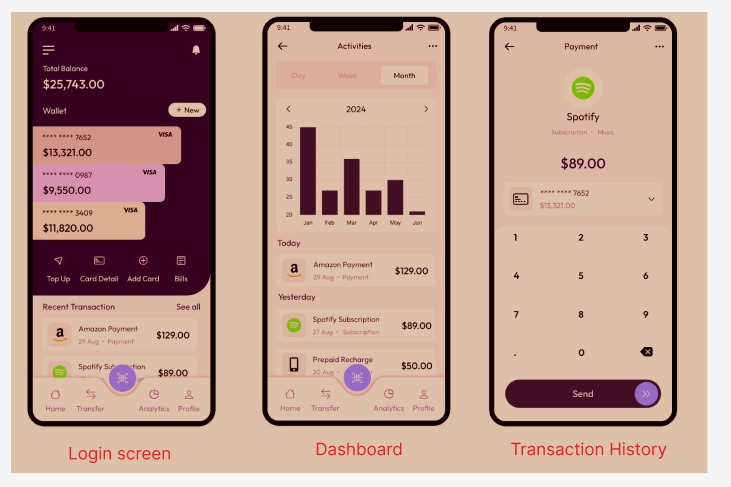 9:41
Total Balance
$25,743.00
Wallet
+ New
**** **** 7652
VISA
$13,321.00
**** **** 0987
VISA
$9,550.00
**** **** 3409
VISA
$11,820.00
Top Up
Card Detail
Add Card
Bills
Recent Transaction
See all
Amazon Payment
29 Aug • Payment
$129.00
Spotify Sub
tion
$89.00
Home
Transfer
Analytics
Profile
Login screen
9:41
Activities
Day
Week
Month
2024
45
40
35
30
25
20
Jan
Feb
Mar
Apr
May
Jun
Today
Amazon Payment
29 Aug • Payment
$129.00
Yesterday
Spotify Subscription
27 Aug • Subscription
$89.00
Prepaid Recharge
20 Aug
$50.00
Home
Transfer
Analytics
Profile
Dashboard
9:41
Payment
Spotify
Subscription • Music
$89.00
**** **** 7652
$13,321.00
1
2
3
4
5
6
7
8
9
.
0
Send
Transaction History